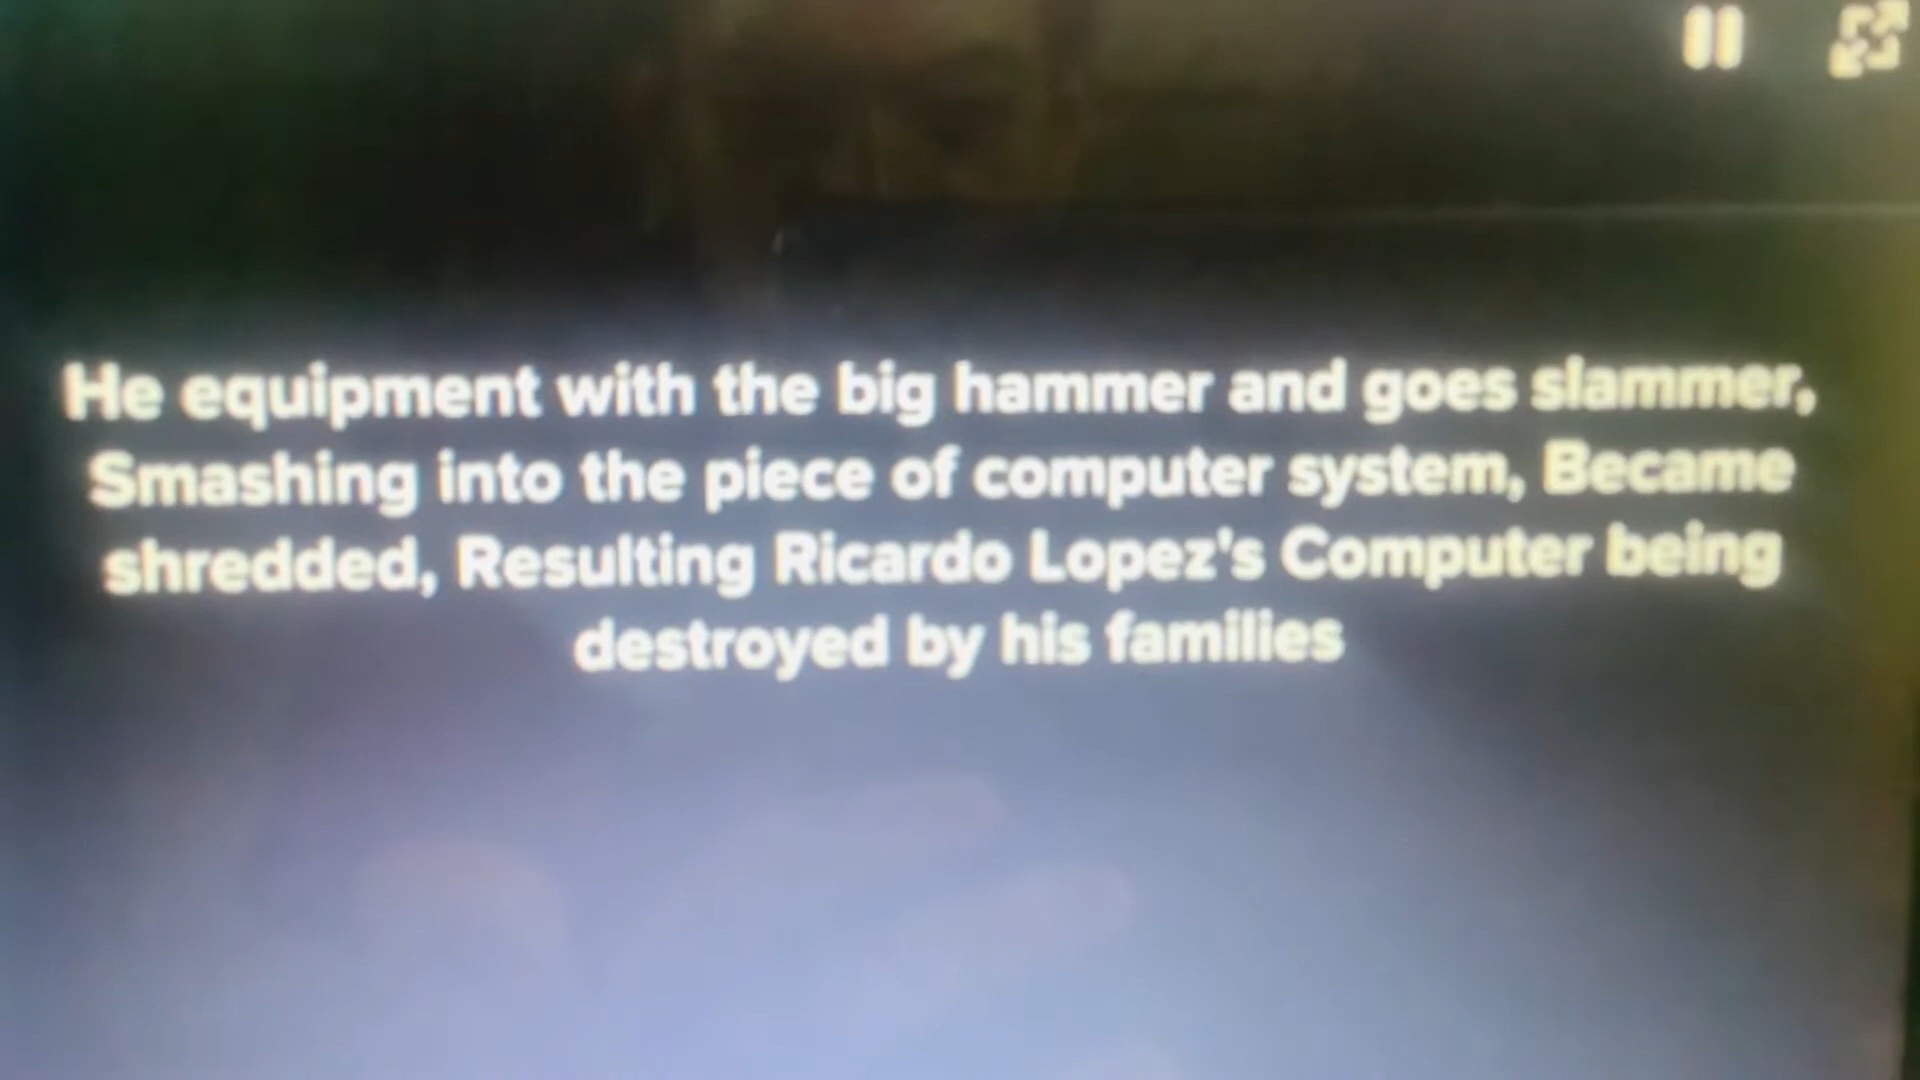 He equipment with the big hammer and goes slammer,
Smashing into the piece of computer system, Became
shredded, Resulting Ricardo Lopez's Computer being
destroyed by his families